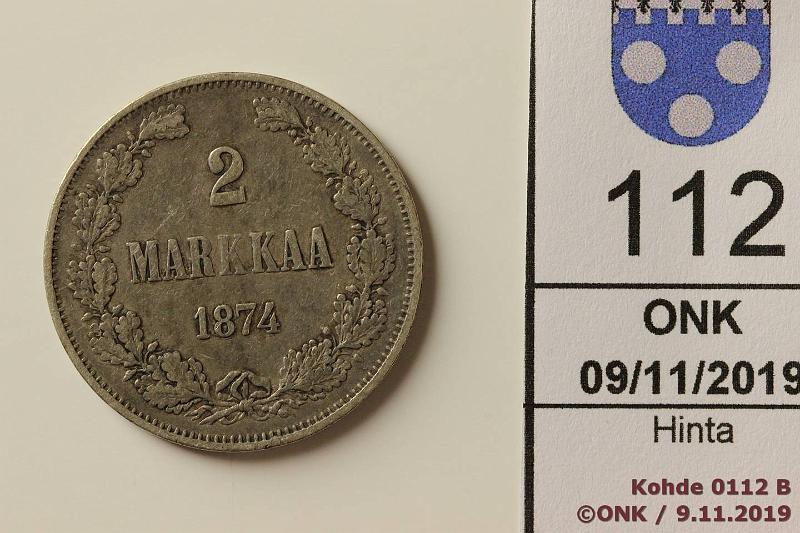 2
MARKKAA
1874
112
ONK
09/11/2019
Hinta
Kohde 0112 B
©ONK / 9.11.2019